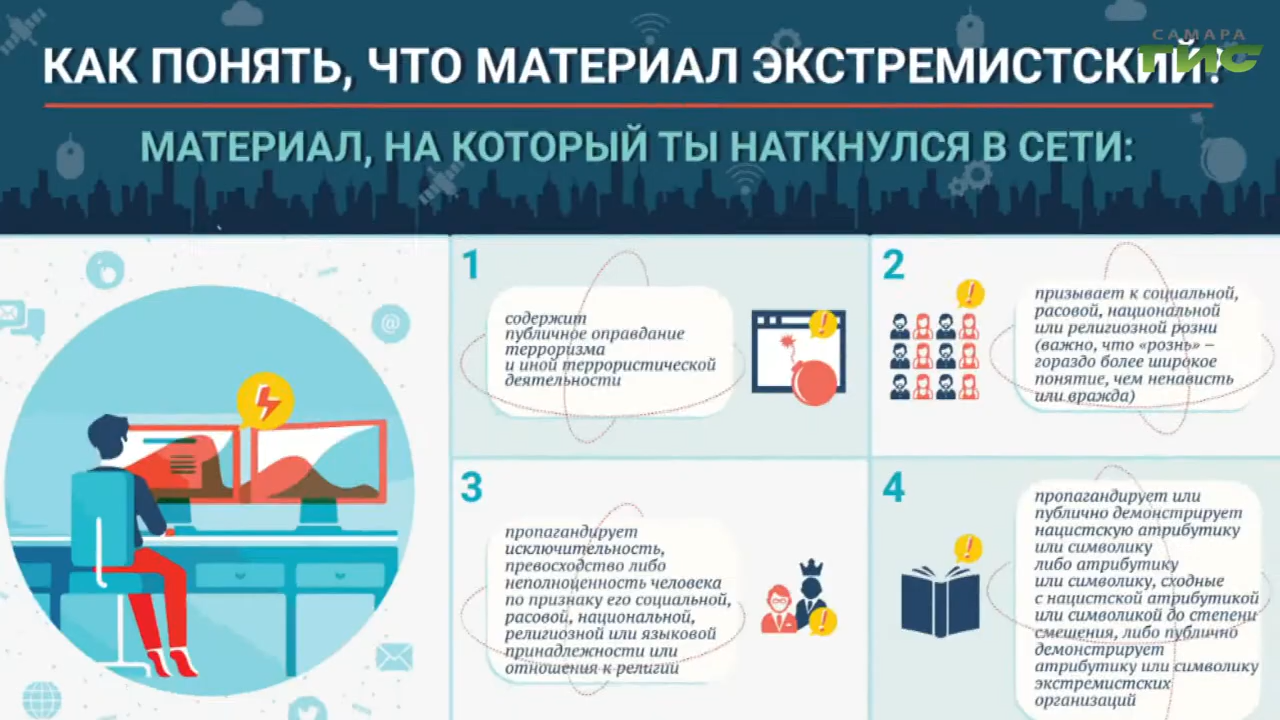 САМАРА
ГИС
КАК ПОНЯТЬ, ЧТО МАТЕРИАЛ ЭКСТРЕМИСТСКИЙ?
МАТЕРИАЛ, НА КОТОРЫЙ ТЫ НАТКНУЛСЯ В СЕТИ:
1
содержит
публичное оправдание
терроризма
и иной террористической
деятельности
2
призывает к социальной,
расовой, национальной
или религиозной розни
(важно, что «рознь» –
гораздо более широкое
понятие, чем ненависть
или вражда)
3
пропагандирует
исключительность,
превосходство либо
неполноценность человека
по признаку его социальной,
расовой, национальной,
религиозной или языковой
принадлежности или
отношения к религии
4
пропагандирует или
публично демонстрирует
нацистскую атрибутику
или символику
либо атрибутику
или символику, сходные
с нацистской атрибутикой
или символикой до степени
смешения, либо публично
демонстрирует
атрибутику или символику
экстремистских
организаций